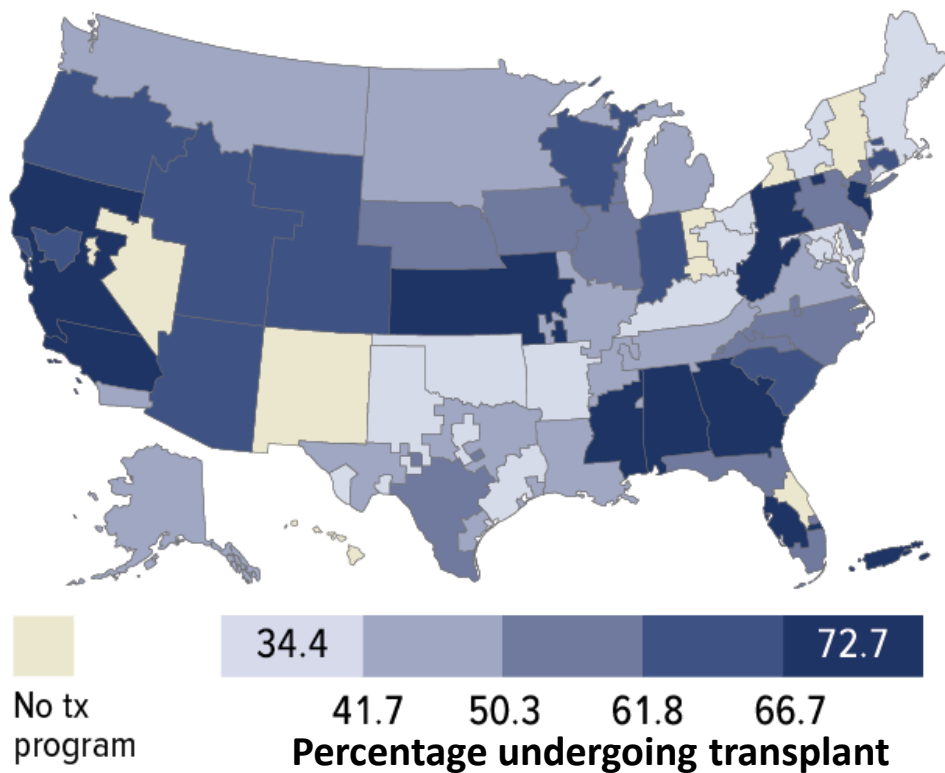 34.4 72.7
No tx
program
41.7 50.3 61.8 66.7
Percentage undergoing transplant